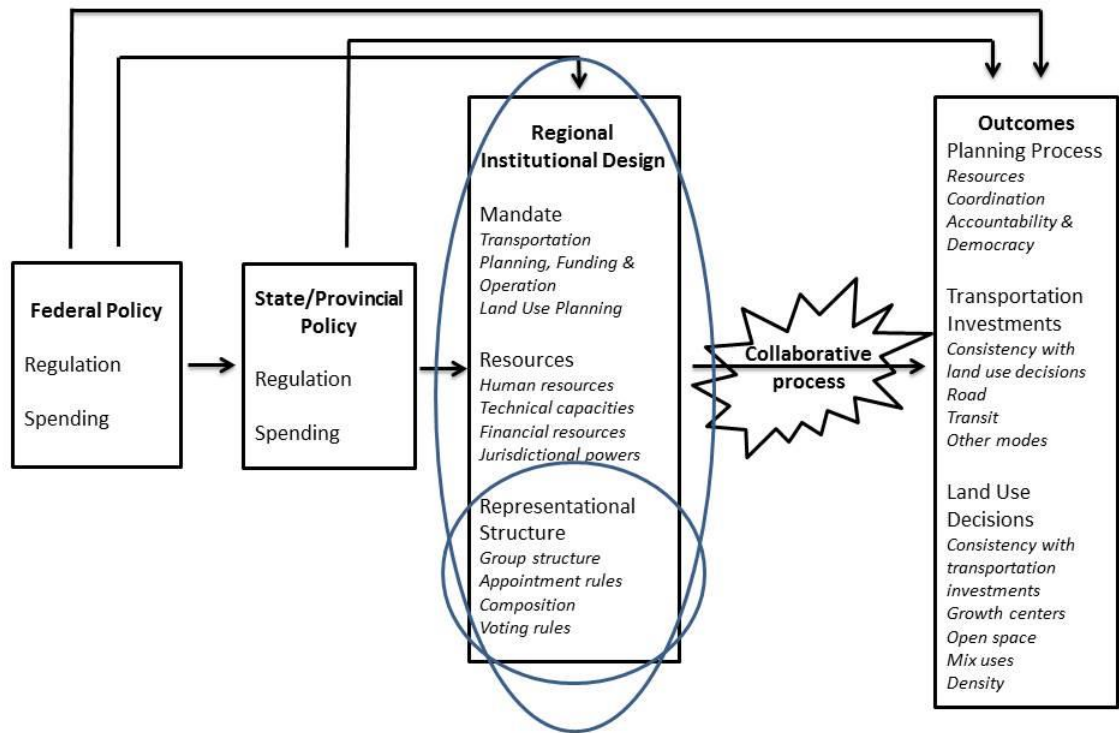 Federal Policy
Regulation
Spending
State/Provincial
Policy
Regulation
Spending
Regional
Institutional Design
Mandate
Transportation
Planning, Funding &
Operation
Land Use Planning
Resources
Human resources
Technical capacities
Financial resources
Jurisdictional powers
Representational
Structure
Group structure
Appointment rules
Composition
Voting rules
Collaborative
process
Outcomes
Planning Process
Resources
Coordination
Accountability &
Democracy
Transportation
Investments
Consistency with
land use decisions
Road
Transit
Other modes
Land Use
Decisions
Consistency with
transportation
investments
Growth centers
Open space
Mix uses
Density